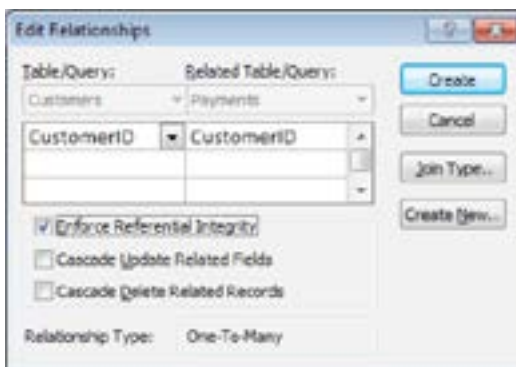 Edit Relationships
Table/Query: Related Table/Query:
Customers Payments
CustomerID CustomerID
Enforce Referential Integrity
Cascade Update Related Fields
Cascade Delete Related Records
Relationship Type: One-To-Many
Create
Cancel
Join Type..
Create New...